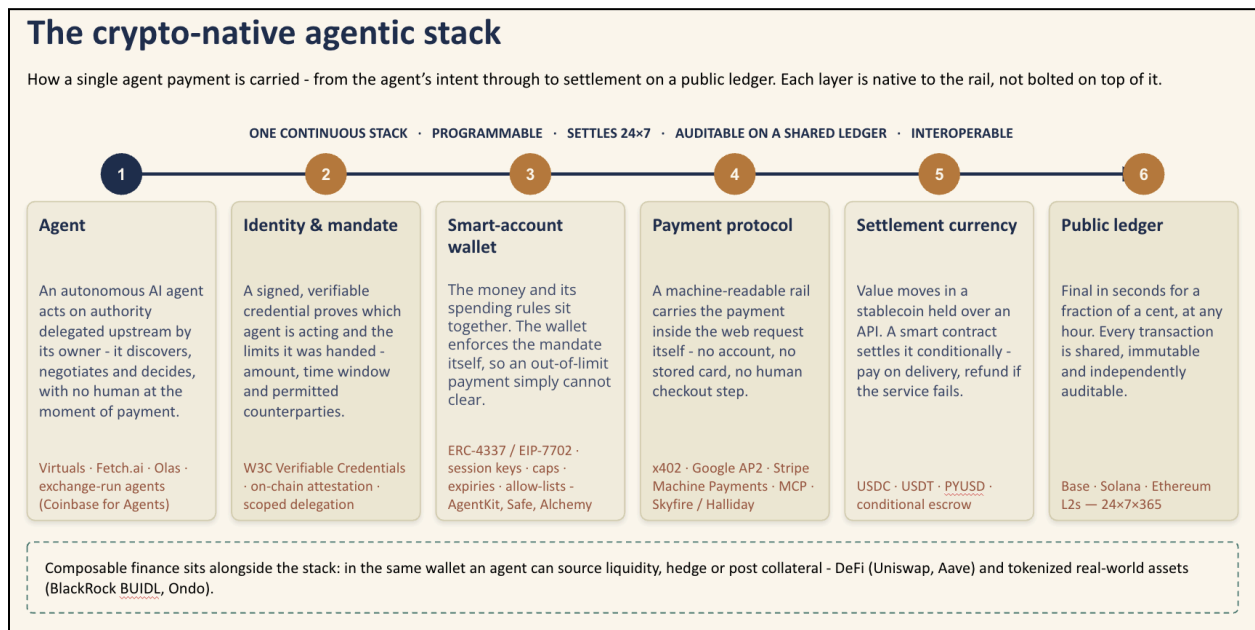 The crypto-native agentic stack
How a single agent payment is carried - from the agent’s intent through to settlement on a public ledger. Each layer is native to the rail, not bolted on top of it.
ONE CONTINUOUS STACK · PROGRAMMABLE · SETTLES 24×7 · AUDITABLE ON A SHARED LEDGER · INTEROPERABLE
1
2
3
4
5
6
Agent
An autonomous AI agent
acts on authority
delegated upstream by
its owner - it discovers,
negotiates and decides,
with no human at the
moment of payment.
Virtuals · Fetch.ai · Olas ·
exchange-run agents
(Coinbase for Agents)
Identity & mandate
A signed, verifiable
credential proves which
agent is acting and the
limits it was handed -
amount, time window
and permitted
counterparties.
W3C Verifiable Credentials
· on-chain attestation ·
scoped delegation
Smart-account
wallet
The money and its
spending rules sit
together. The wallet
enforces the mandate
itself, so an out-of-limit
payment simply cannot
clear.
ERC-4337 / EIP-7702 ·
session keys · caps ·
expiries · allow-lists -
AgentKit, Safe, Alchemy
Payment protocol
A machine-readable rail
carries the payment
inside the web request
itself - no account, no
stored card, no human
checkout step.
x402 · Google AP2 · Stripe
Machine Payments · MCP ·
Skyfire / Halliday
Settlement currency
Value moves in a
stablecoin held over an
API. A smart contract
settles it conditionally -
pay on delivery, refund if
the service fails.
USDC · USDT · PYUSD ·
conditional escrow
Public ledger
Final in seconds for a
fraction of a cent, at any
hour. Every transaction
is shared, immutable
and independently
auditable.
Base · Solana · Ethereum
L2s — 24×7×365
Composable finance sits alongside the stack: in the same wallet an agent can source liquidity, hedge or post collateral - DeFi (Uniswap, Aave) and tokenized real-world assets
(BlackRock BUIDL, Ondo).